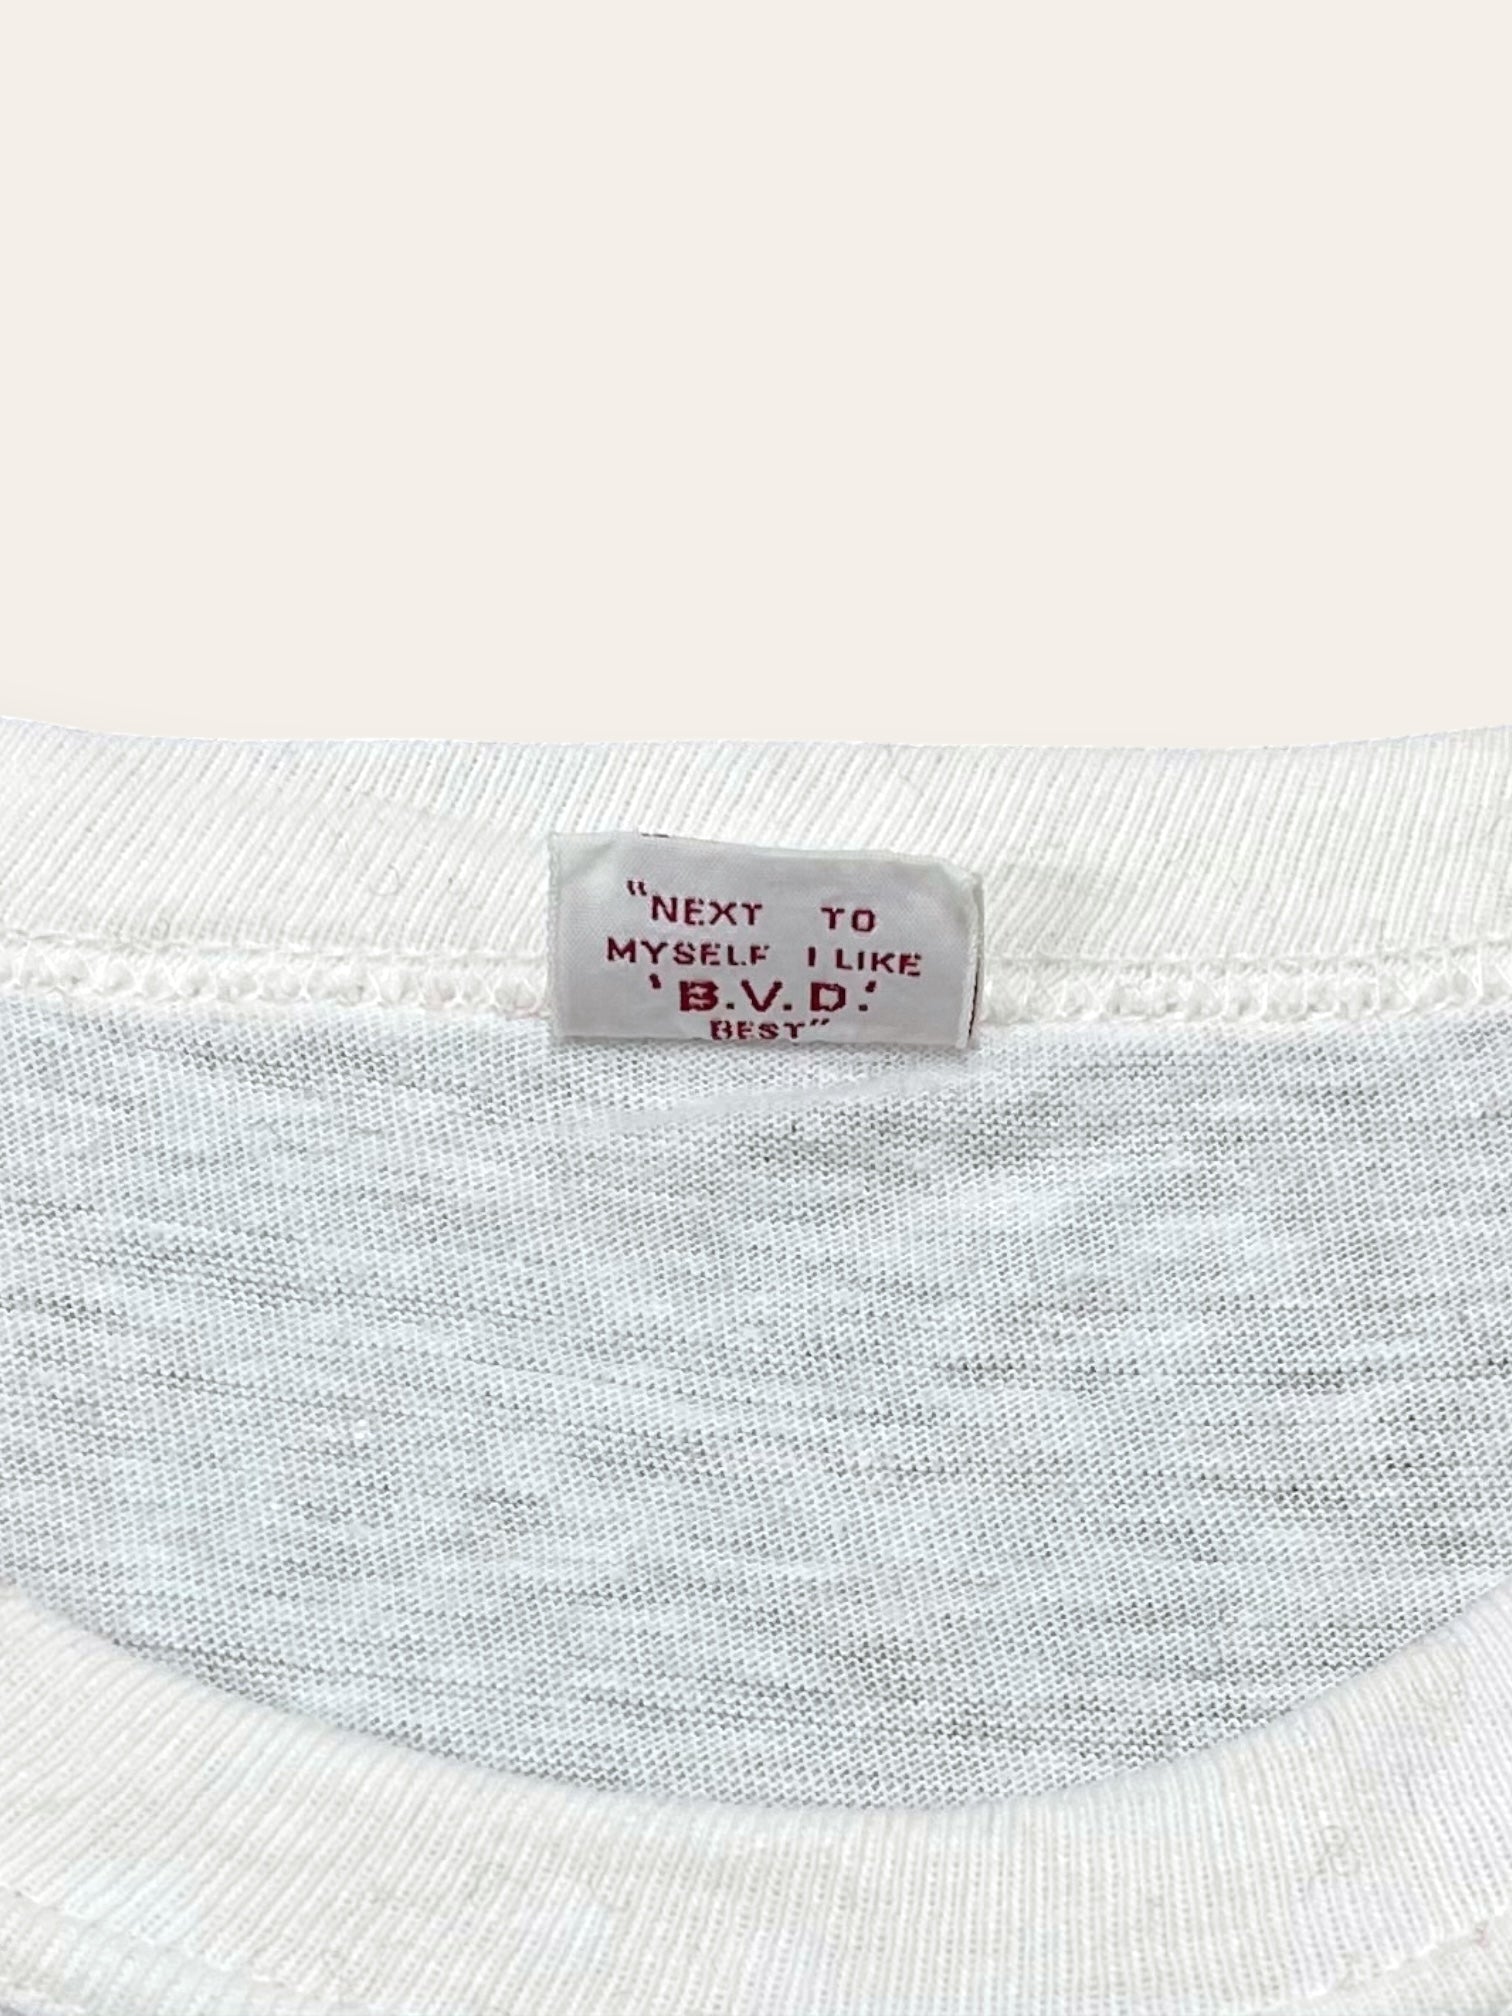 "NEXT TO
MYSELF I LIKE
'B.V.D.'
BEST"